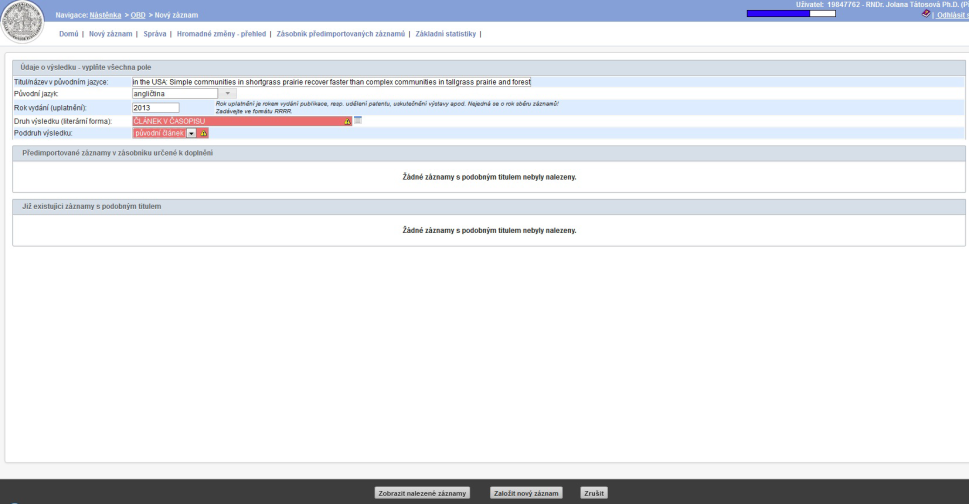 Uživatel: 19847762 - RNDr. Jolana Tátosová Ph.D. (Př
Navigace: Nástěnka > OBD > Nový záznam
| Odhlásit s
Domů | Nový záznam | Správa | Hromadné změny - přehled | Zásobník předimportovaných záznamů | Základní statistiky |
Údaje o výsledku - vyplňte všechna pole
Titul/název v původním jazyce: in the USA: Simple communities in shortgrass prairie recover faster than complex communities in tallgrass prairie and forest
Původní jazyk: angličtina
Rok vydání (uplatnění): 2013 Rok uplatnění je rokem vydání publikace, resp. udělení patentu, uskutečnění výstavy apod. Nejedná se o rok sběru záznamů!
Zadávejte ve formátu RRRR.
Druh výsledku (literární forma): ČLÁNEK V ČASOPISU
Poddruh výsledku: původní článek
Předimportované záznamy v zásobníku určené k doplnění
Žádné záznamy s podobným titulem nebyly nalezeny.
Již existující záznamy s podobným titulem
Žádné záznamy s podobným titulem nebyly nalezeny.
Zobrazit nalezené záznamy Založit nový záznam Zrušit